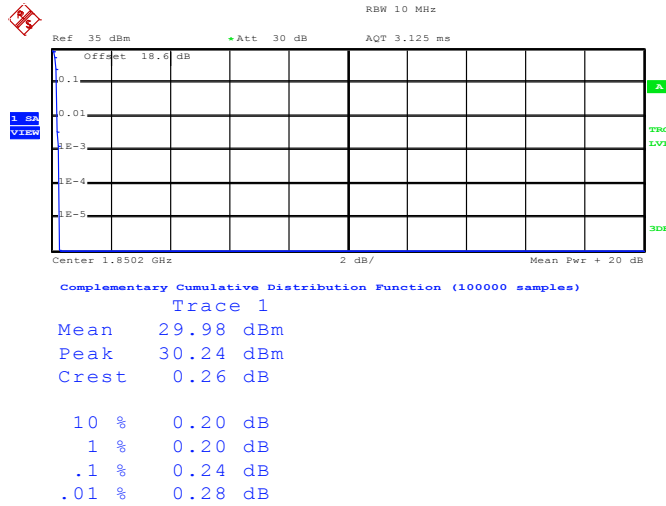 RBW 10 MHz
Ref 35 dBm *Att 30 dB AQT 3.125 ms
Offset 18.6 dB
0.1
A
0.01
1 SA
VIEW
1E-3
1E-4
1E-5
3DB
Center 1.8502 GHz 2 dB/ Mean Pwr + 20 dB
Complementary Cumulative Distribution Function (100000 samples)
Trace 1
Mean 29.98 dBm
Peak 30.24 dBm
Crest 0.26 dB
10 % 0.20 dB
1 % 0.20 dB
.1 % 0.24 dB
.01 % 0.28 dB